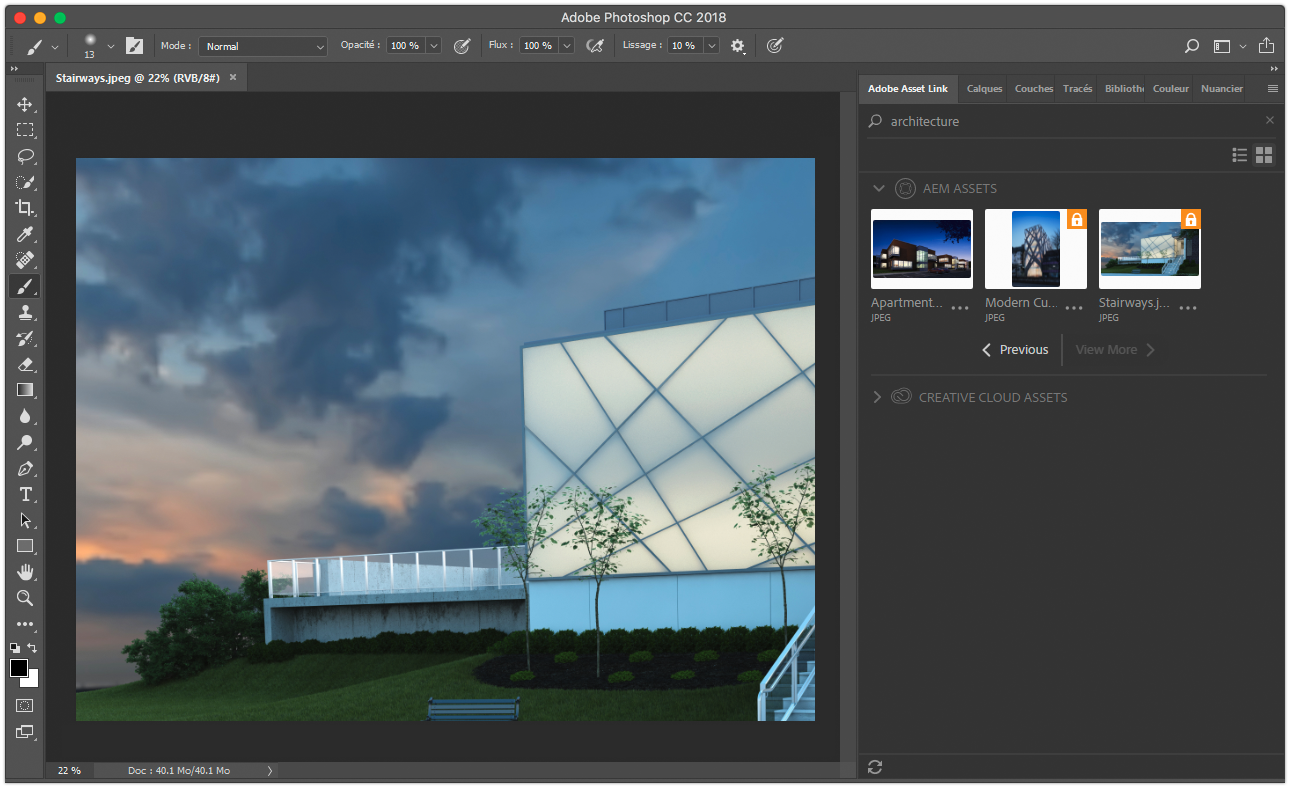 Adobe Photoshop CC 2018
13
Mode : Normal Opacité : 100 % Flux : 100 % Lissage : 10 %
Stairways.jpeg @ 22% (RVB/8#) ×
Adobe Asset Link Calques Couches Tracés Biblioth Couleur Nuancier
architecture
AEM ASSETS
Apartment... Modern Cu... Stairways.j...
JPEG JPEG JPEG
Previous View More
CREATIVE CLOUD ASSETS
T
22 % Doc : 40.1 Mo/40.1 Mo